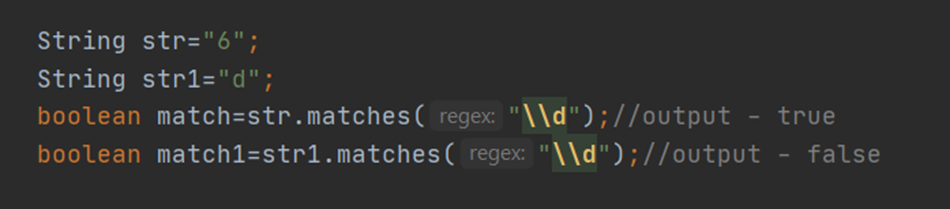 String str="6";
String str1="d";
boolean match=str.matches( regex: "\\d");//output - true
boolean match1=str1.matches( regex: "\\d");//output - false